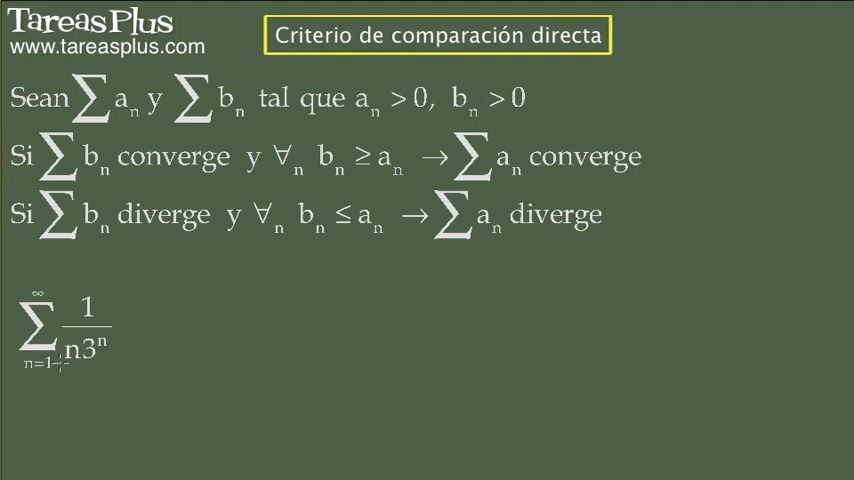 TareasPlus
www.tareasplus.com
Criterio de comparación directa
Sean ∑ aₙ y ∑ bₙ tal que aₙ > 0, bₙ > 0
Si ∑ bₙ converge y ∀ₙ bₙ ≥ aₙ → ∑ aₙ converge
Si ∑ bₙ diverge y ∀ₙ bₙ ≤ aₙ → ∑ aₙ diverge
∞
∑ 1
n3ⁿ
n=1